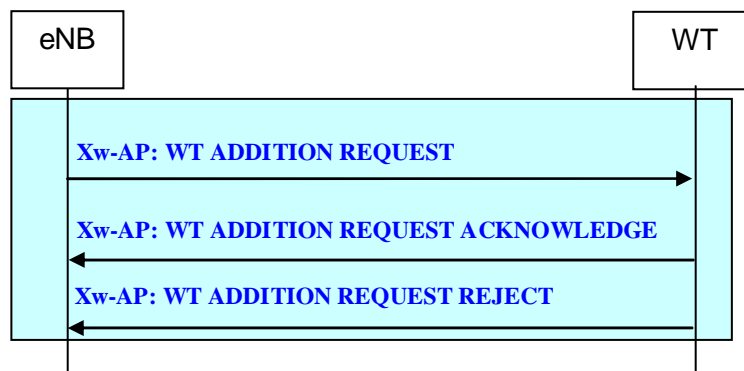 eNB
WT
Xw-AP: WT ADDITION REQUEST
Xw-AP: WT ADDITION REQUEST ACKNOWLEDGE
Xw-AP: WT ADDITION REQUEST REJECT